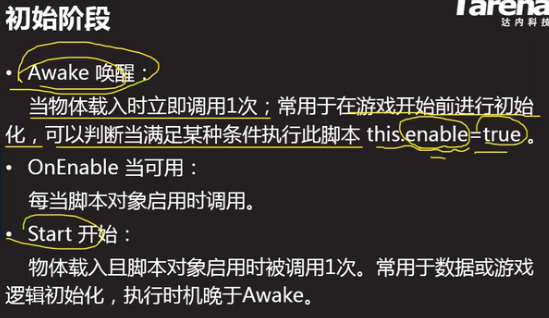 初始阶段
Tarena
达内科技
• Awake 唤醒：
当物体载入时立即调用1次；常用于在游戏开始前进行初始
化，可以判断当满足某种条件执行此脚本 this.enable=true 。
• OnEnable 当可用：
每当脚本对象启用时调用。
• Start 开始：
物体载入且脚本对象启用时被调用1次。常用于数据或游戏
逻辑初始化，执行时机晚于Awake。